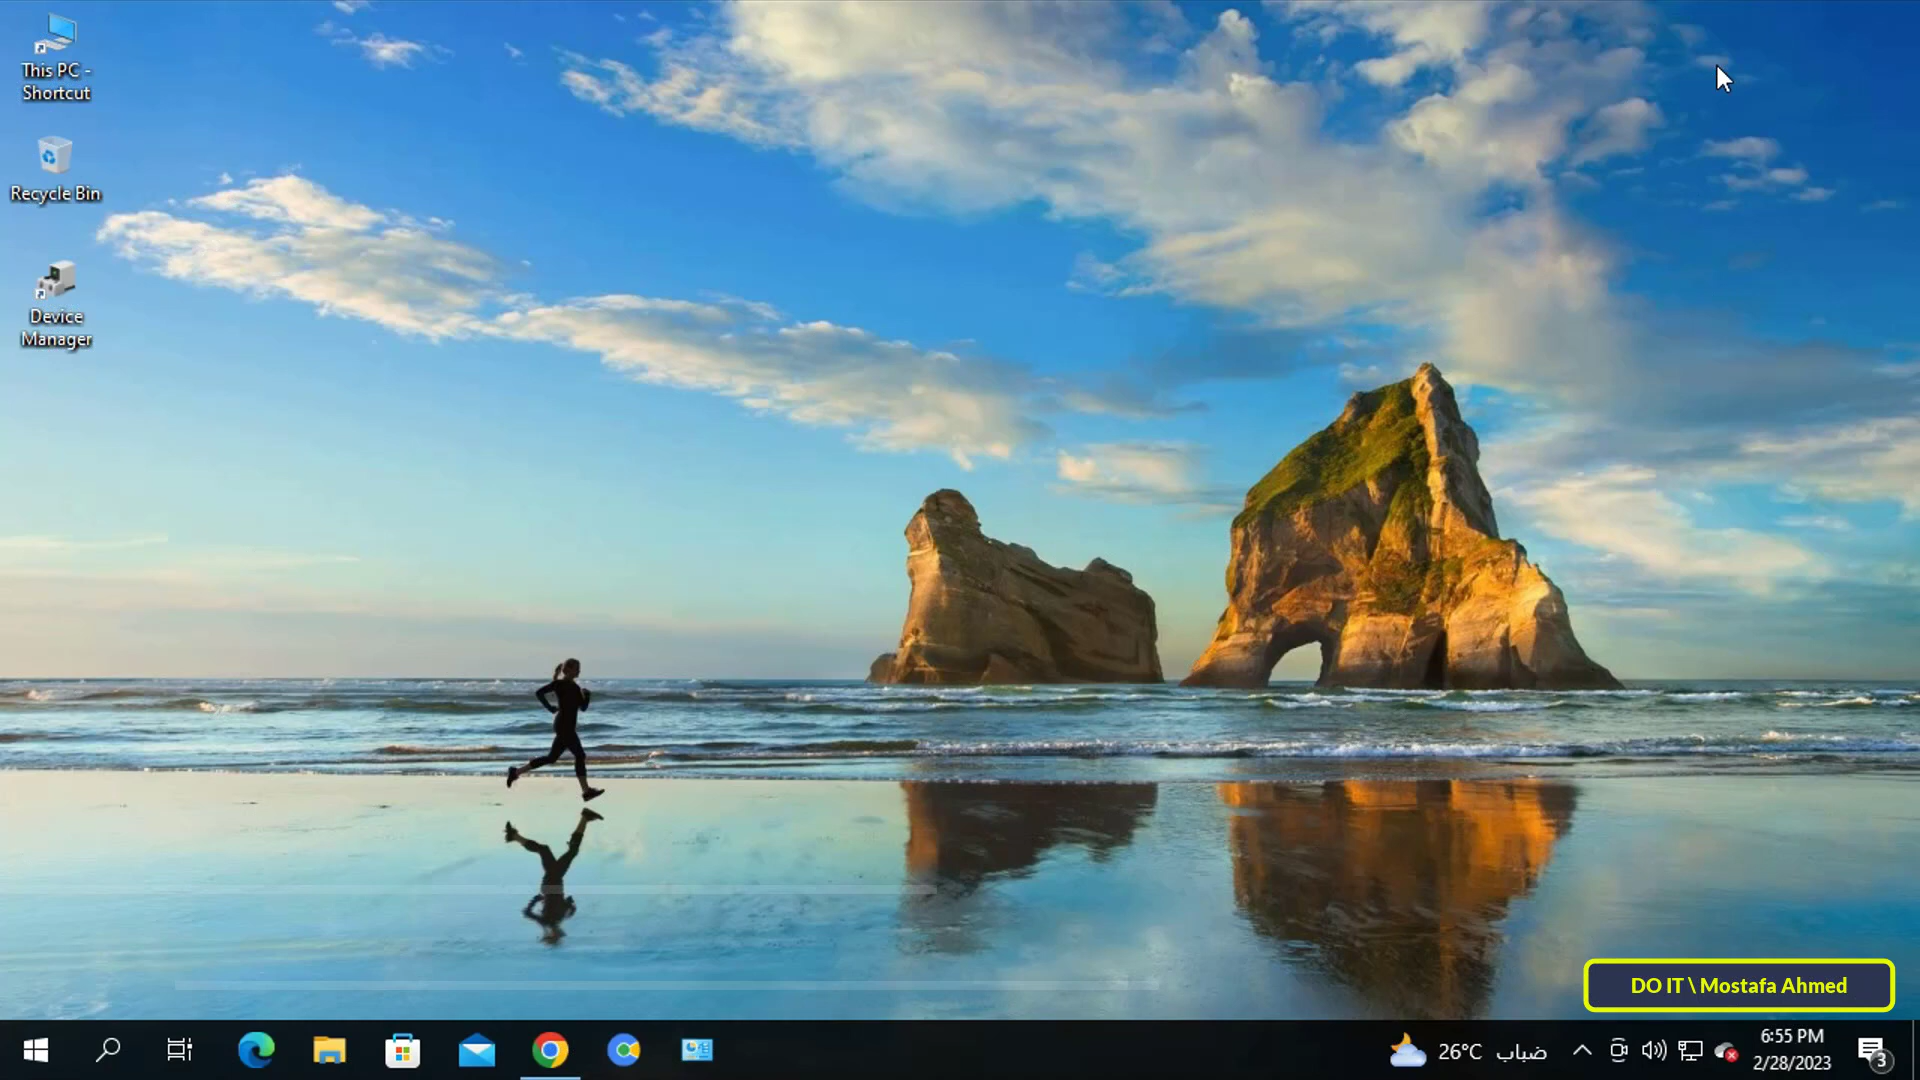 This PC -
Shortcut
Recycle Bin
Device
Manager
DO IT \ Mostafa Ahmed
26°C ضباب
6:55 PM
2/28/2023
3